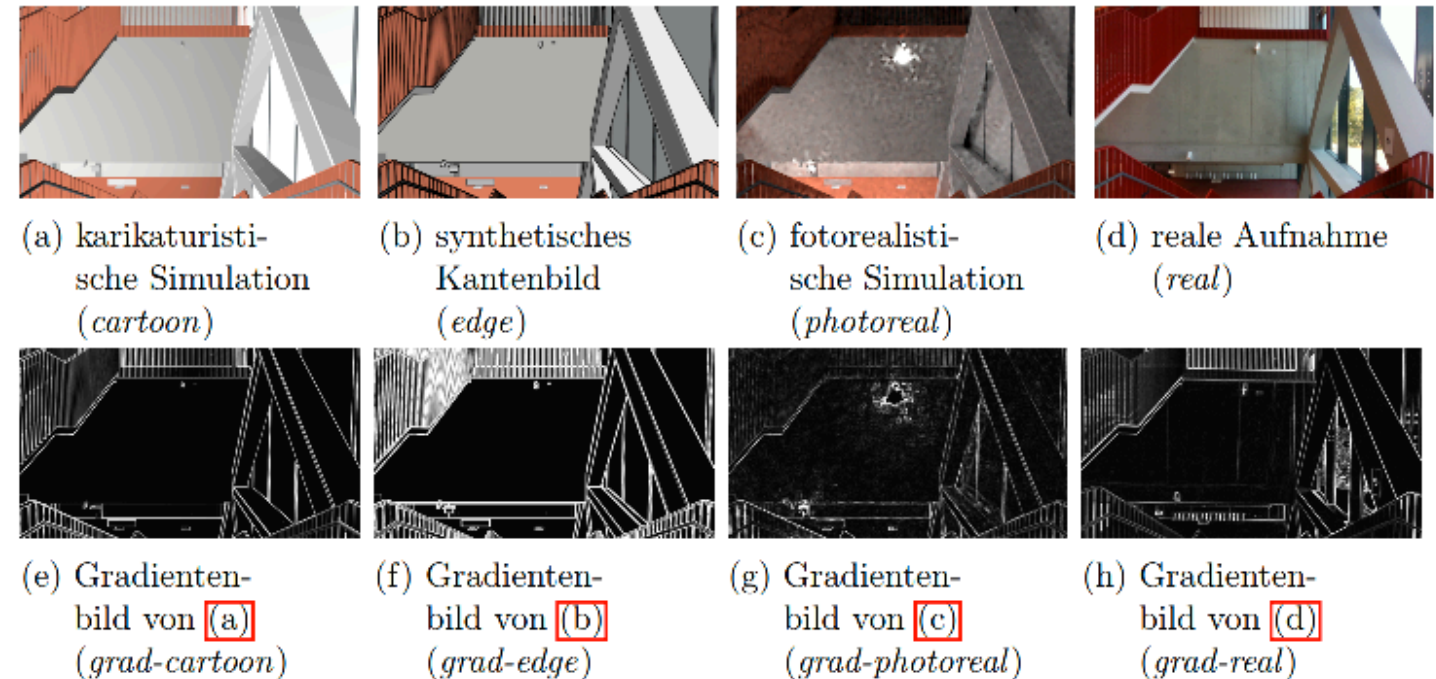 (a) karikaturisti-
sche Simulation
(cartoon)
(b) synthetisches
Kantenbild
(edge)
(c) fotorealisti-
sche Simulation
(photoreal)
(d) reale Aufnahme
(real)
(e) Gradienten-
bild von (a)
(grad-cartoon)
(f) Gradienten-
bild von (b)
(grad-edge)
(g) Gradienten-
bild von (c)
(grad-photoreal)
(h) Gradienten-
bild von (d)
(grad-real)